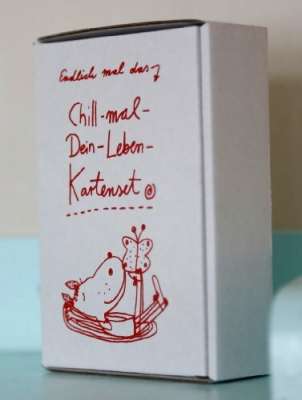 Endlich mal das
Chill-mal-
Dein-Leben-
Kartenset